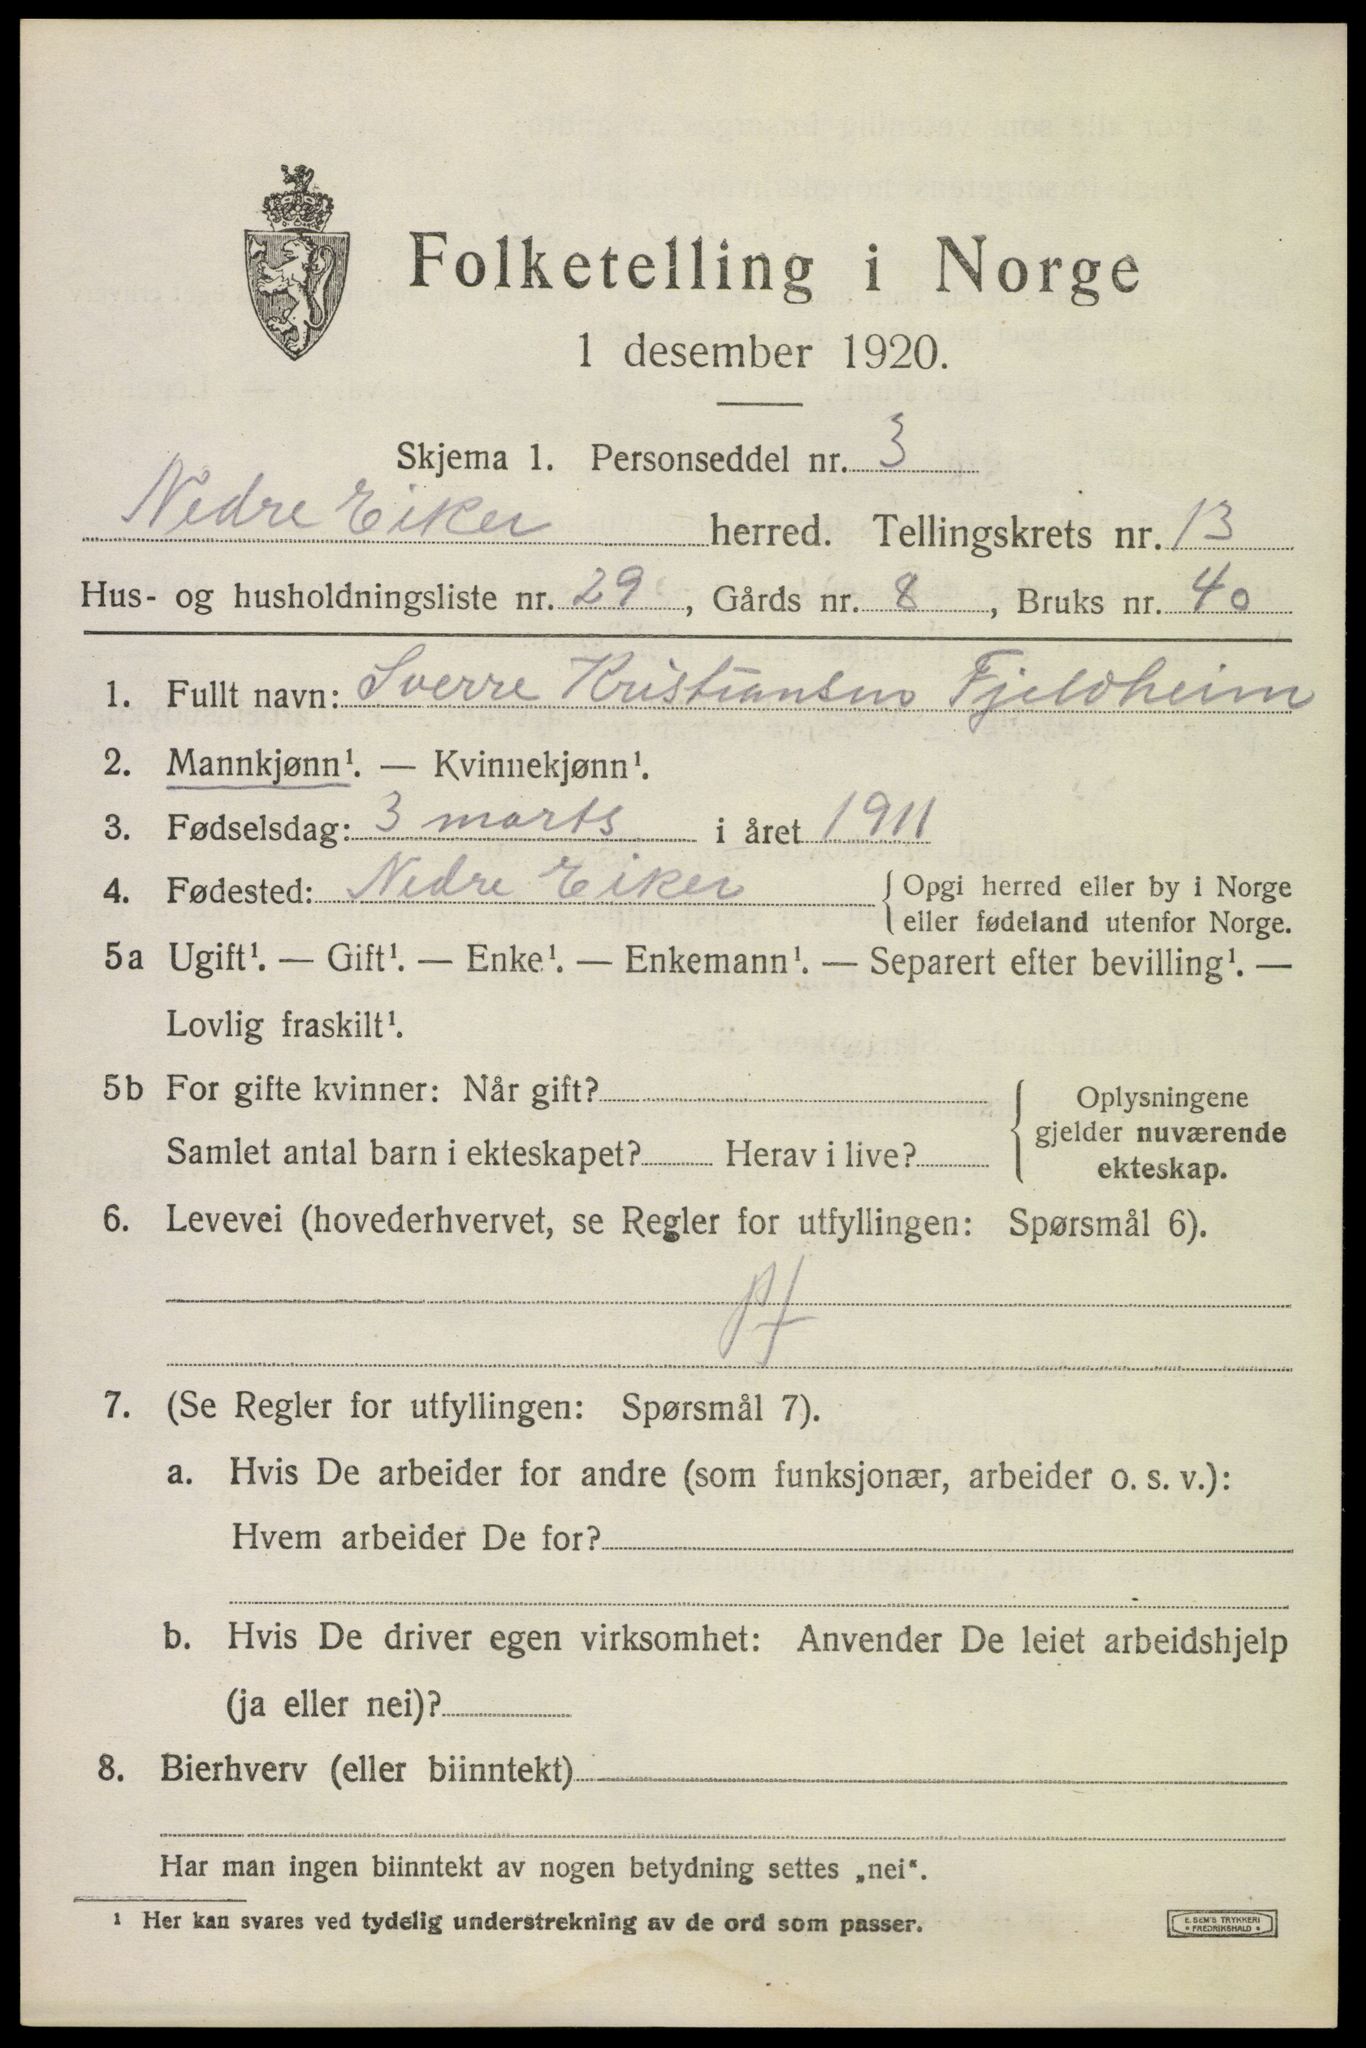 Folketelling i Norge
1 desember 1920.
Skjema 1. Personseddel nr. 3
Nedre Eiker herred. Tellingskrets nr. 13
Hus- og husholdningsliste nr. 29, Gårds nr. 8, Bruks nr. 40
1. Fullt navn: Sverre Kristiansen Fjeldheim
2. Mannkjønn¹. — Kvinnekjønn¹.
3. Fødselsdag: 3 marts i året 1911
4. Fødested: Nedre Eiker { Opgi herred eller by i Norge
eller fødeland utenfor Norge.
5a Ugift¹. — Gift¹. — Enke¹. — Enkemann¹. — Separert efter bevilling¹. —
Lovlig fraskilt¹.
5b For gifte kvinner: Når gift?
Samlet antal barn i ekteskapet? Herav i live?
{ Oplysningene
gjelder nuværende
ekteskap.
6. Levevei (hovederhvervet, se Regler for utfyllingen: Spørsmål 6).
7. (Se Regler for utfyllingen: Spørsmål 7).
a. Hvis De arbeider for andre (som funksjonær, arbeider o. s. v.):
Hvem arbeider De for?
b. Hvis De driver egen virksomhet: Anvender De leiet arbeidshjelp
(ja eller nei)?
8. Bierhverv (eller biinntekt)
Har man ingen biinntekt av nogen betydning settes „nei“.
¹ Her kan svares ved tydelig understrekning av de ord som passer.
E. SEM'S TRYKKERI
• FREDRIKSHALD •